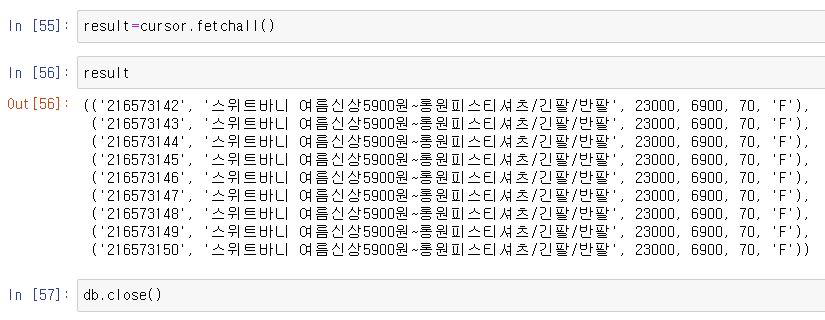 In [55]: result=cursor.fetchall()
In [56]: result
Out[56]: (('216573142', '스위트바니 여름신상5900원~롱원피스티셔츠/긴팔/반팔', 23000, 6900, 70, 'F'),
('216573143', '스위트바니 여름신상5900원~롱원피스티셔츠/긴팔/반팔', 23000, 6900, 70, 'F'),
('216573144', '스위트바니 여름신상5900원~롱원피스티셔츠/긴팔/반팔', 23000, 6900, 70, 'F'),
('216573145', '스위트바니 여름신상5900원~롱원피스티셔츠/긴팔/반팔', 23000, 6900, 70, 'F'),
('216573146', '스위트바니 여름신상5900원~롱원피스티셔츠/긴팔/반팔', 23000, 6900, 70, 'F'),
('216573147', '스위트바니 여름신상5900원~롱원피스티셔츠/긴팔/반팔', 23000, 6900, 70, 'F'),
('216573148', '스위트바니 여름신상5900원~롱원피스티셔츠/긴팔/반팔', 23000, 6900, 70, 'F'),
('216573149', '스위트바니 여름신상5900원~롱원피스티셔츠/긴팔/반팔', 23000, 6900, 70, 'F'),
('216573150', '스위트바니 여름신상5900원~롱원피스티셔츠/긴팔/반팔', 23000, 6900, 70, 'F'))
In [57]: db.close()